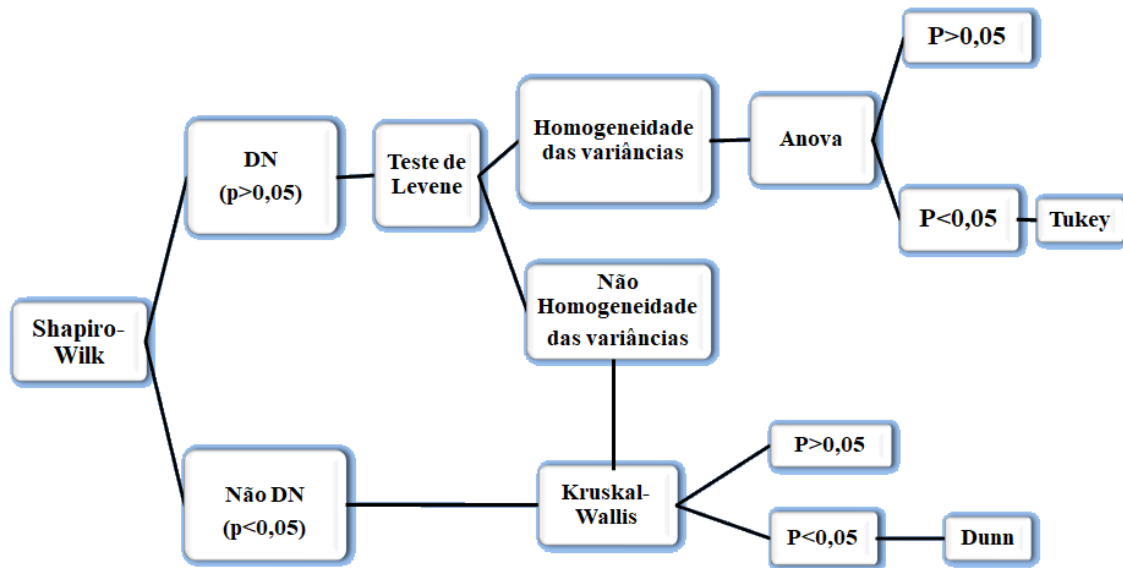 Shapiro-
Wilk
DN
(p>0,05)
Teste de
Levene
Homogeneidade
das variâncias
Anova
P>0,05
P<0,05
Tukey
Não
Homogeneidade
das variâncias
Não DN
(p<0,05)
Kruskal-
Wallis
P>0,05
P<0,05
Dunn